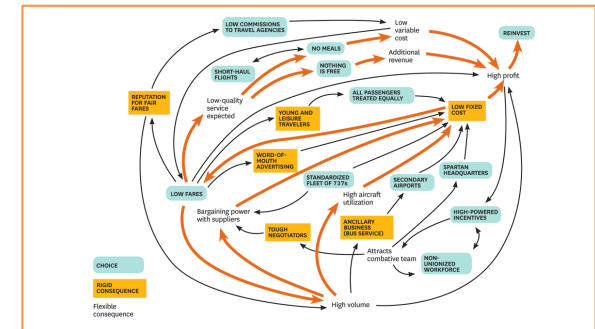 LOW COMMISSIONS
TO TRAVEL AGENCIES
Low
variable
cost
REINVEST
NO MEALS
Additional
revenue
SHORT-HAUL
FLIGHTS
NOTHING
IS FREE
High profit
REPUTATION
FOR FAIR
FARES
Low-quality
service
expected
ALL PASSENGERS
TREATED EQUALLY
YOUNG AND
LEISURE
TRAVELERS
LOW FIXED
COST
WORD-OF-
MOUTH
ADVERTISING
STANDARDIZED
FLEET OF 737s
SECONDARY
AIRPORTS
SPARTAN
HEADQUARTERS
LOW FARES
High aircraft
utilization
Bargaining power
with suppliers
ANCILLARY
BUSINESS
(BUS SERVICE)
HIGH-POWERED
INCENTIVES
TOUGH
NEGOTIATORS
Attracts
combative team
NON-
UNIONIZED
WORKFORCE
CHOICE
RIGID
CONSEQUENCE
Flexible
consequence
High volume